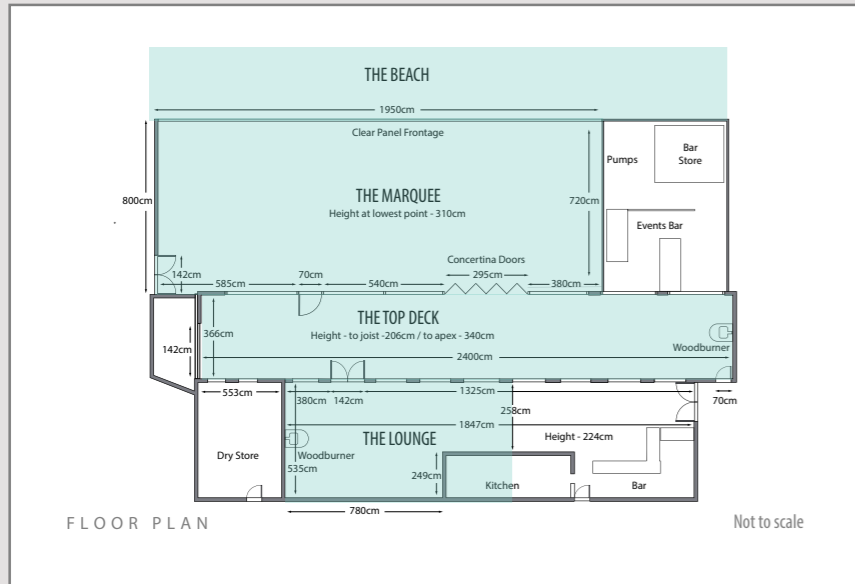 THE BEACH
1950cm
Clear Panel Frontage
Pumps
Bar
Store
THE MARQUEE
Height at lowest point - 310cm
800cm
720cm
Events Bar
Concertina Doors
142cm
70cm
295cm
585cm
540cm
380cm
THE TOP DECK
366cm
Height - to joist -206cm / to apex - 340cm
Woodburner
142cm
2400cm
553cm
380cm
142cm
1325cm
70cm
258cm
1847cm
THE LOUNGE
Height - 224cm
Dry Store
Woodburner
535cm
249cm
Kitchen
Bar
780cm
FLOOR PLAN
Not to scale